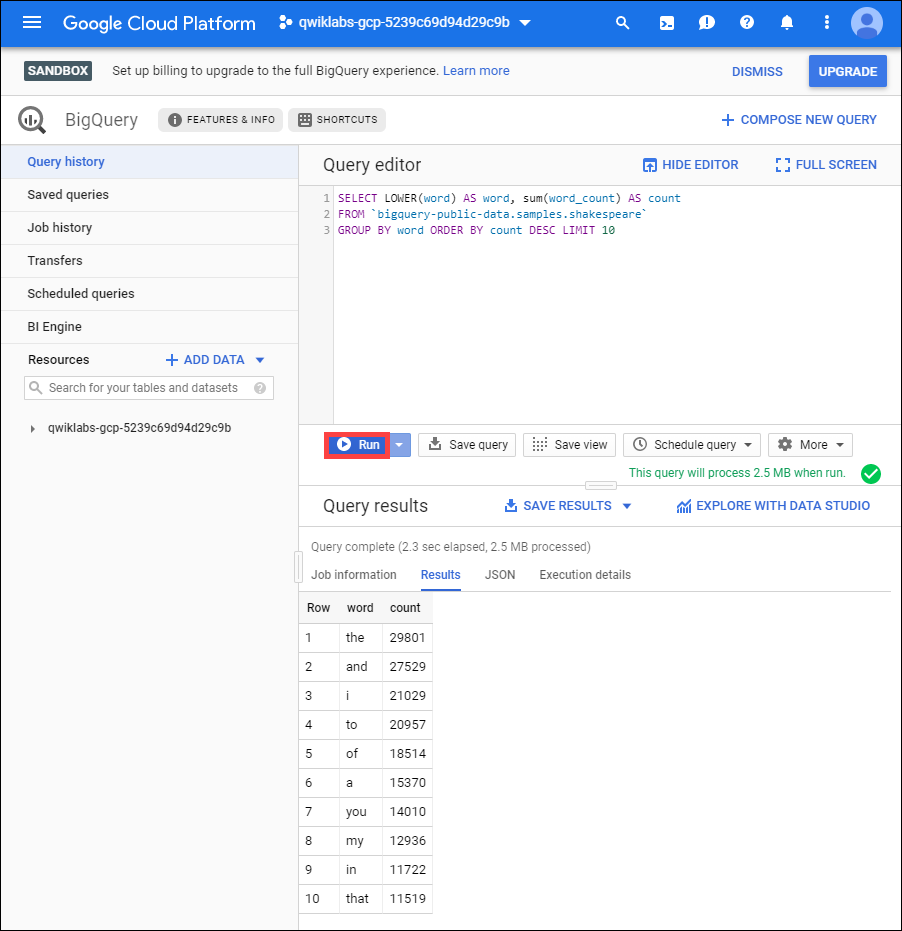 Google Cloud Platform
qwiklabs-gcp-5239c69d94d29c9b
SANDBOX
Set up billing to upgrade to the full BigQuery experience. Learn more
DISMISS
UPGRADE
BigQuery
FEATURES & INFO
SHORTCUTS
COMPOSE NEW QUERY
Query history
Saved queries
Job history
Transfers
Scheduled queries
BI Engine
Resources
ADD DATA
Search for your tables and datasets
qwiklabs-gcp-5239c69d94d29c9b
Query editor
HIDE EDITOR
FULL SCREEN
1 SELECT LOWER(word) AS word, sum(word_count) AS count
2 FROM `bigquery-public-data.samples.shakespeare`
3 GROUP BY word ORDER BY count DESC LIMIT 10
Run
Save query
Save view
Schedule query
More
This query will process 2.5 MB when run.
Query results
SAVE RESULTS
EXPLORE WITH DATA STUDIO
Query complete (2.3 sec elapsed, 2.5 MB processed)
Job information
Results
JSON
Execution details
Row word count
1 the 29801
2 and 27529
3 i 21029
4 to 20957
5 of 18514
6 a 15370
7 you 14010
8 my 12936
9 in 11722
10 that 11519